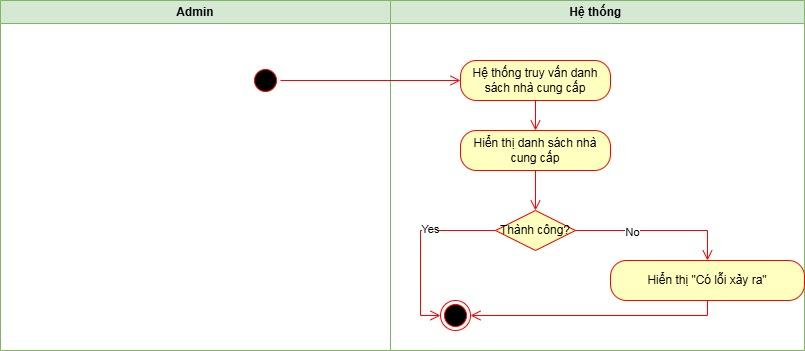 Admin
Hệ thống
Hệ thống truy vấn danh
sách nhà cung cấp
Hiển thị danh sách nhà
cung cấp
Yes
Thành công?
No
Hiển thị "Có lỗi xảy ra"